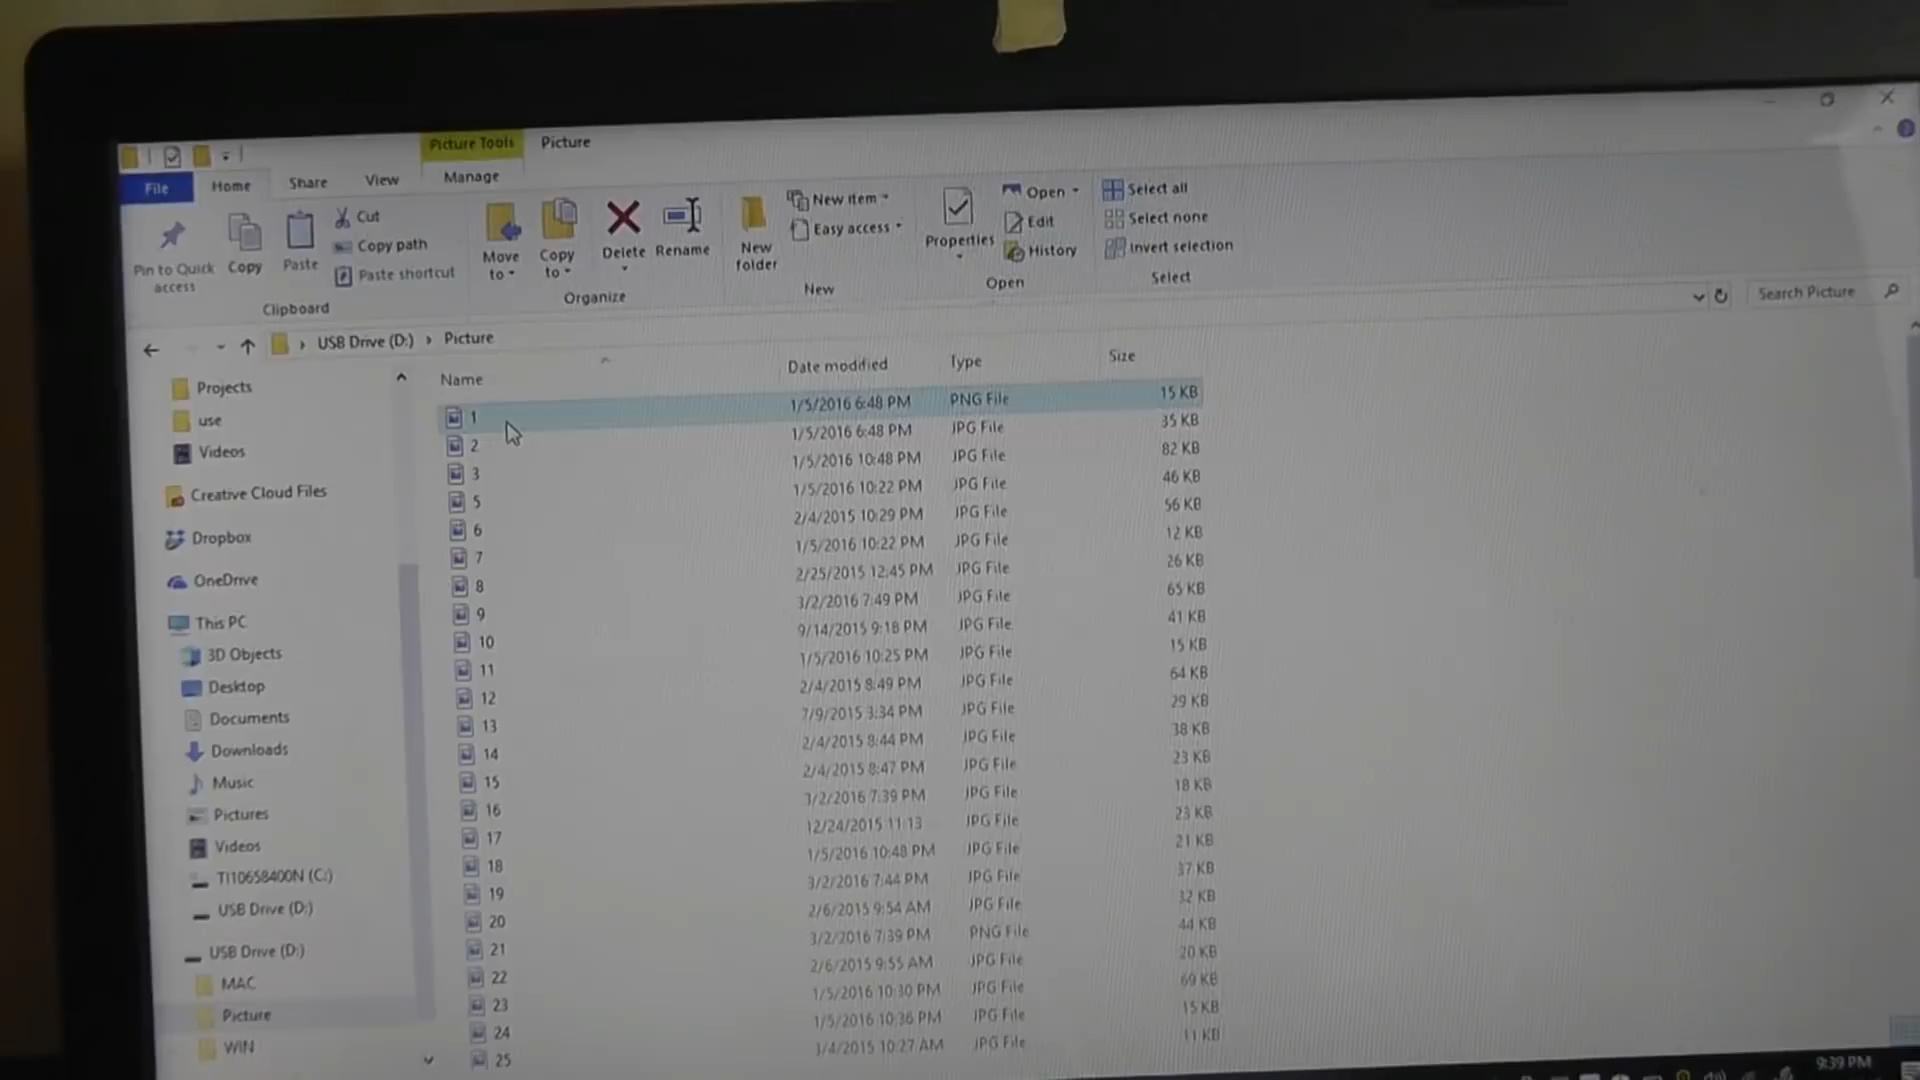 Picture Tools Picture
File Home Share View Manage
Pin to Quick access
Copy
Paste
Cut
Copy path
Paste shortcut
Clipboard
Move to
Copy to
Delete
Rename
Organize
New folder
New item
Easy access
New
Properties
Open
Edit
History
Open
Select all
Select none
Invert selection
Select
USB Drive (D:) › Picture
Search Picture
Projects
use
Videos
Creative Cloud Files
Dropbox
OneDrive
This PC
3D Objects
Desktop
Documents
Downloads
Music
Pictures
Videos
TI10658400N (C:)
USB Drive (D:)
USB Drive (D:)
MAC
Picture
WIN
Name Date modified Type Size
1 1/5/2016 6:48 PM PNG File 15 KB
2 1/5/2016 6:48 PM JPG File 35 KB
3 1/5/2016 10:48 PM JPG File 82 KB
5 1/5/2016 10:22 PM JPG File 46 KB
6 2/4/2015 10:29 PM JPG File 56 KB
7 1/5/2016 10:22 PM JPG File 12 KB
8 2/25/2015 12:45 PM JPG File 26 KB
9 3/2/2016 7:49 PM JPG File 65 KB
10 9/14/2015 9:18 PM JPG File 41 KB
11 1/5/2016 10:25 PM JPG File 15 KB
12 2/4/2015 8:49 PM JPG File 64 KB
13 7/9/2015 3:34 PM JPG File 29 KB
14 2/4/2015 8:44 PM JPG File 38 KB
15 2/4/2015 8:47 PM JPG File 23 KB
16 3/2/2016 7:39 PM JPG File 18 KB
17 12/24/2015 11:13 JPG File 23 KB
18 1/5/2016 10:48 PM JPG File 21 KB
19 3/2/2016 7:44 PM JPG File 37 KB
20 2/6/2015 9:54 AM JPG File 32 KB
21 3/2/2016 7:39 PM PNG File 44 KB
22 2/6/2015 9:55 AM JPG File 20 KB
23 1/5/2016 10:30 PM JPG File 69 KB
24 1/5/2016 10:36 PM JPG File 15 KB
25 3/4/2015 10:27 AM JPG File 11 KB
9:39 PM